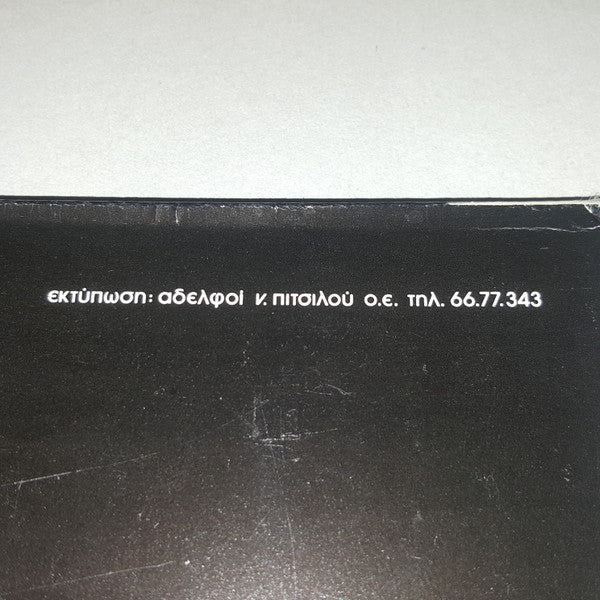 εκτύπωση: αδελφοί ν. πιτσιλού ο.ε. τηλ. 66.77.343